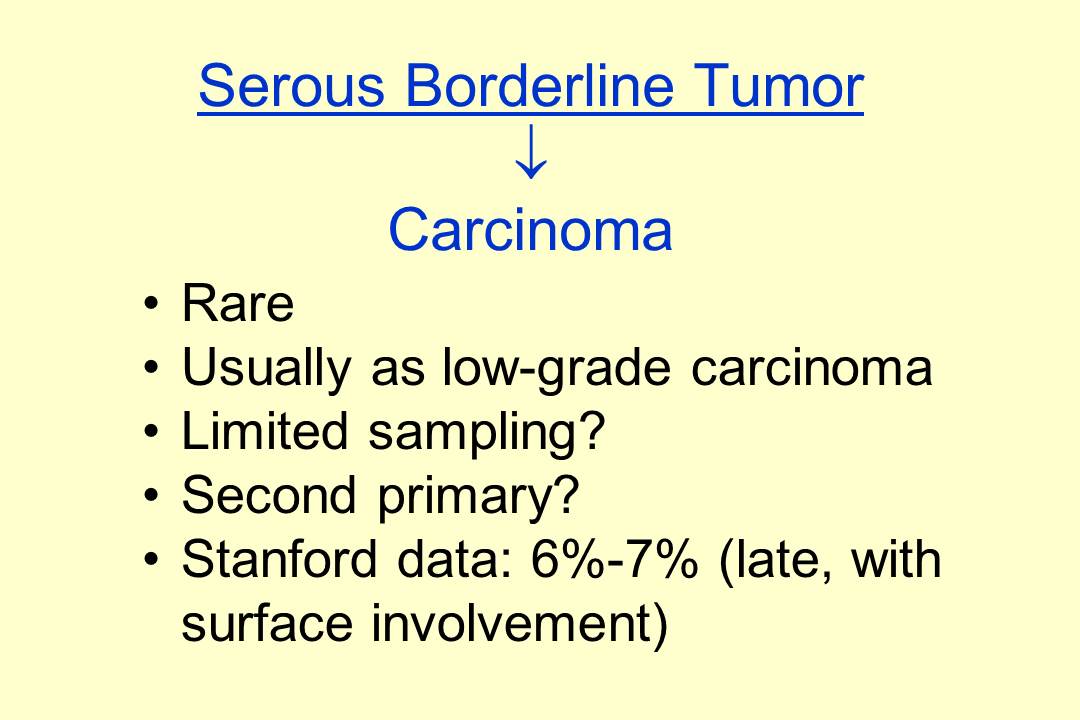 Serous Borderline Tumor
↓
Carcinoma
• Rare
• Usually as low-grade carcinoma
• Limited sampling?
• Second primary?
• Stanford data: 6%-7% (late, with
surface involvement)